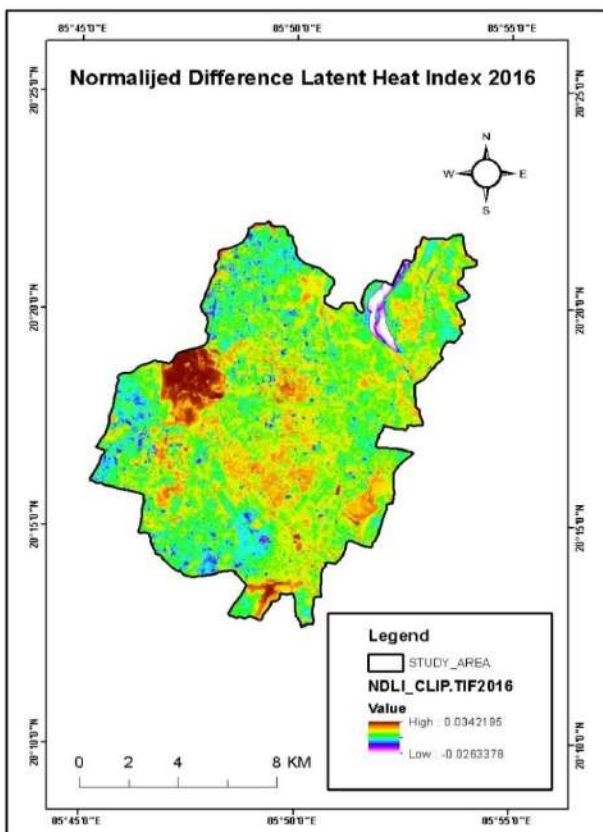 85°45'0"E 85°50'0"E 85°55'0"E
Normalijed Difference Latent Heat Index 2016
20°25'0"N 20°25'0"N
N
W E
S
20°20'0"N 20°20'0"N
20°15'0"N 20°15'0"N
Legend
STUDY_AREA
NDLI_CLIP.TIF2016
Value
High : 0.0342195
Low : -0.0263378
20°10'0"N 20°10'0"N
0 2 4 8 KM
85°45'0"E 85°50'0"E 85°55'0"E